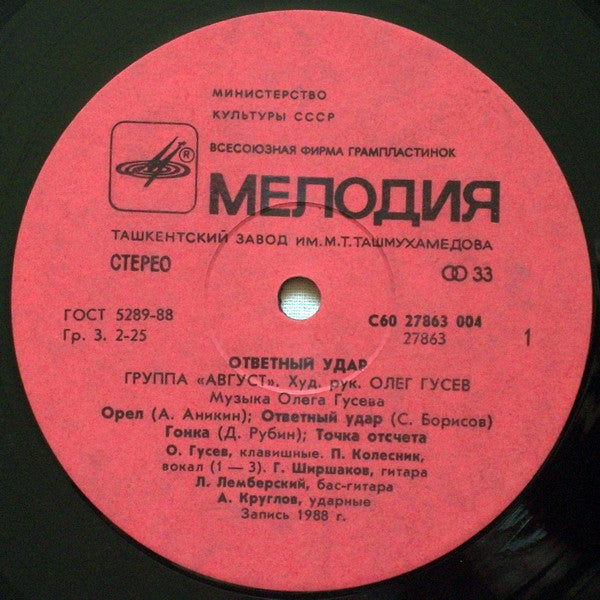 МИНИСТЕРСТВО
КУЛЬТУРЫ СССР
ВСЕСОЮЗНАЯ ФИРМА ГРАМПЛАСТИНОК
®
МЕЛОДИЯ
ТАШКЕНТСКИЙ ЗАВОД ИМ. М.Т. ТАШМУХАМЕДОВА
СТЕРЕО
33
ГОСТ 5289-88
С60 27863 004
Гр. 3. 2-25
27863
1
ОТВЕТНЫЙ УДАР
ГРУППА «АВГУСТ». Худ. рук. ОЛЕГ ГУСЕВ
Музыка Олега Гусева
Орел (А. Аникин); Ответный удар (С. Борисов)
Гонка (Д. Рубин); Точка отсчета
О. Гусев, клавишные. П. Колесник,
вокал (1 — 3). Г. Ширшаков, гитара
Л. Лемберский, бас-гитара
А. Круглов, ударные
Запись 1988 г.